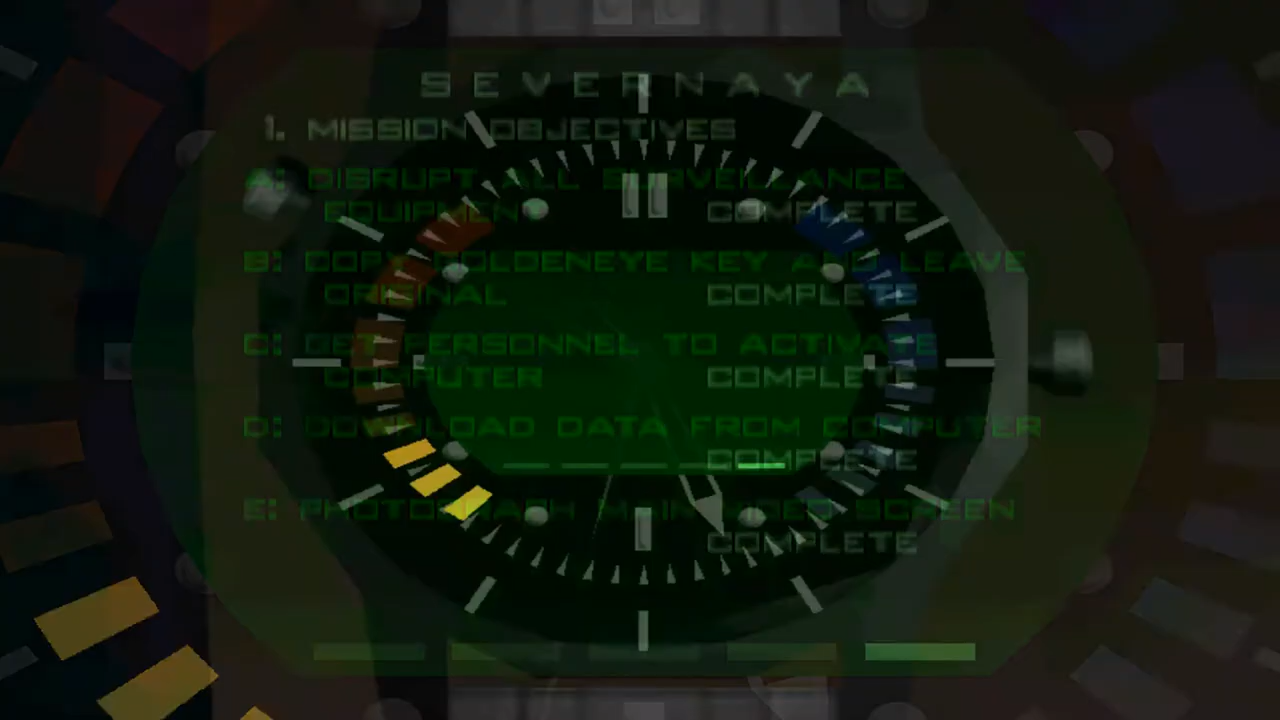 SEVERNAYA
1. MISSION OBJECTIVES
A: DISRUPT ALL SURVEILLANCE
EQUIPMENT COMPLETE
B: COPY GOLDENEYE KEY AND LEAVE
ORIGINAL COMPLETE
C: GET PERSONNEL TO ACTIVATE
COMPUTER COMPLETE
D: DOWNLOAD DATA FROM COMPUTER
COMPLETE
E: PHOTOGRAPH MAIN VIDEO SCREEN
COMPLETE